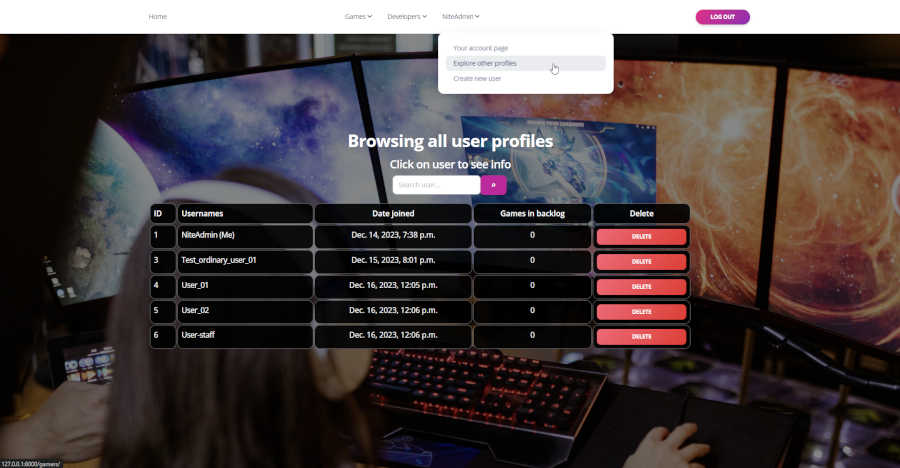 Home Games Developers NiteAdmin LOG OUT
Your account page
Explore other profiles
Create new user
Browsing all user profiles
Click on user to see info
Search user...
ID Usernames Date joined Games in backlog Delete
1 NiteAdmin (Me) Dec. 14, 2023, 7:38 p.m. 0 DELETE
3 Test_ordinary_user_01 Dec. 15, 2023, 8:01 p.m. 0 DELETE
4 User_01 Dec. 16, 2023, 12:05 p.m. 0 DELETE
5 User_02 Dec. 16, 2023, 12:06 p.m. 0 DELETE
6 User-staff Dec. 16, 2023, 12:06 p.m. 0 DELETE
127.0.0.1:8000/gamers/